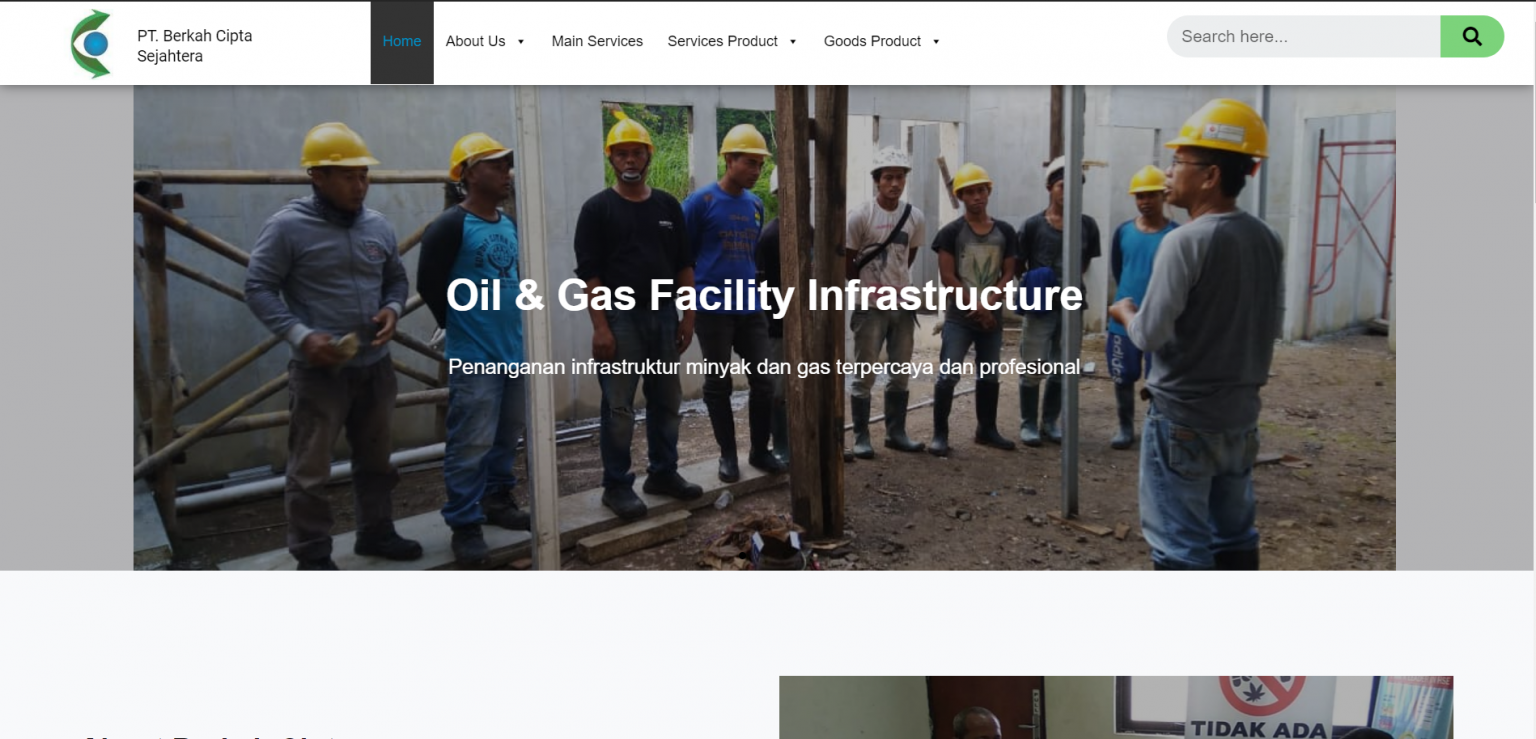 PT. Berkah Cipta
Sejahtera
Home
About Us
Main Services
Services Product
Goods Product
Search here...
Oil & Gas Facility Infrastructure
Penanganan infrastruktur minyak dan gas terpercaya dan profesional
TIDAK ADA